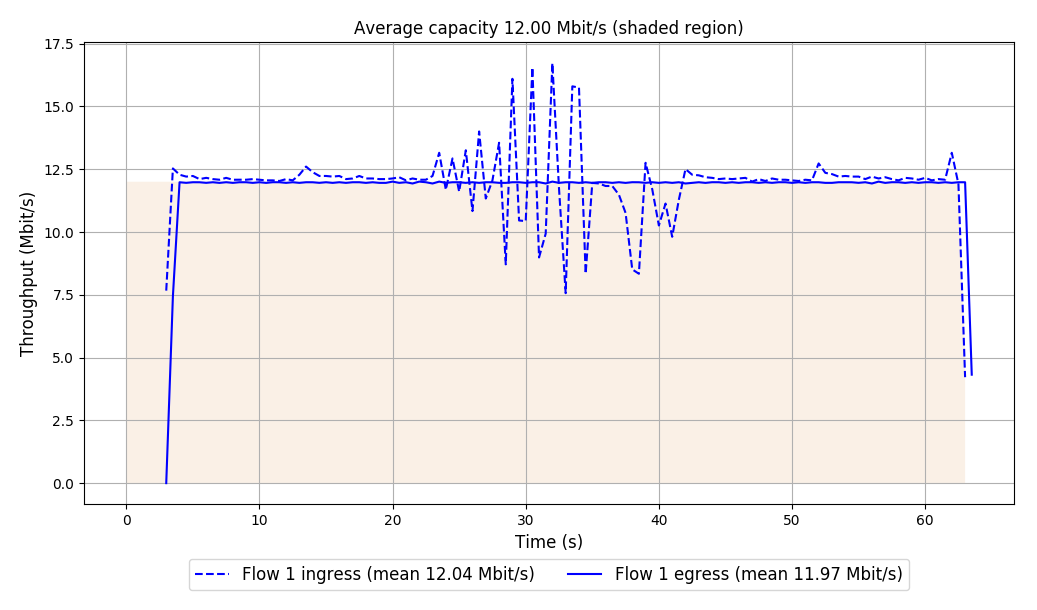 Average capacity 12.00 Mbit/s (shaded region)
17.5
15.0
12.5
10.0
7.5
5.0
2.5
0.0
Throughput (Mbit/s)
0 10 20 30 40 50 60
Time (s)
Flow 1 ingress (mean 12.04 Mbit/s) Flow 1 egress (mean 11.97 Mbit/s)